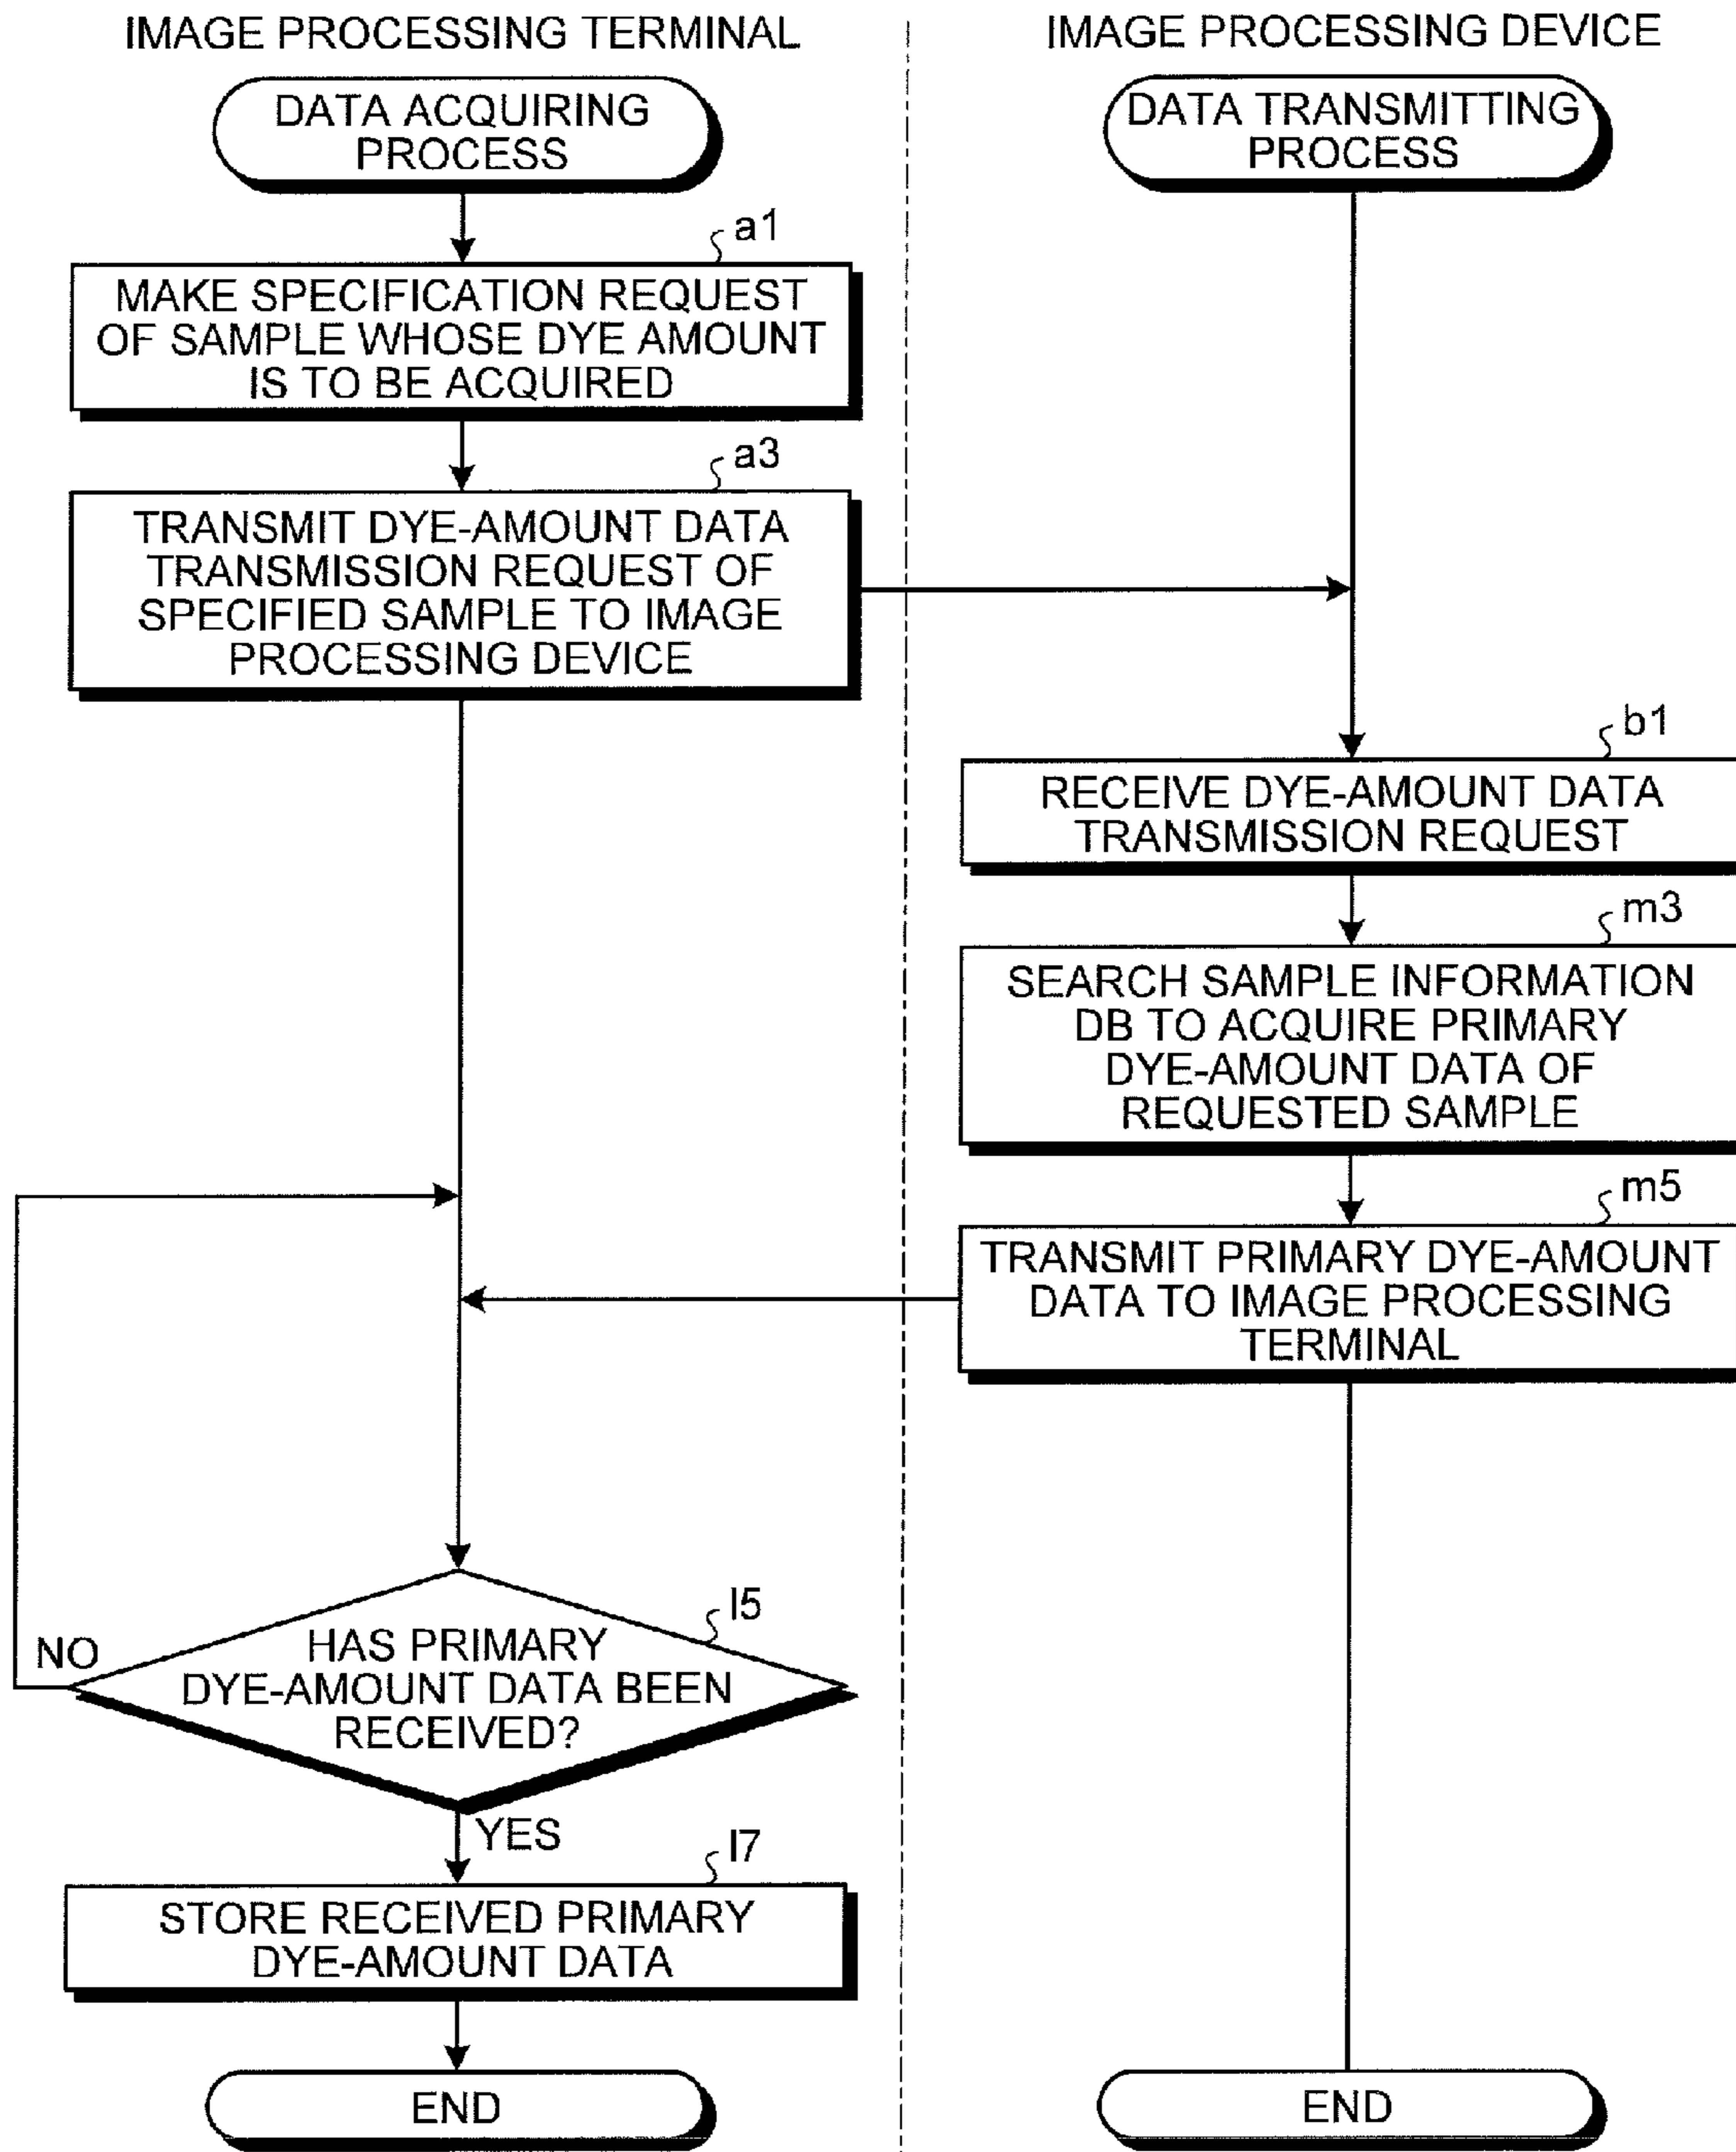 IMAGE PROCESSING TERMINAL
DATA ACQUIRING
PROCESS
a1
MAKE SPECIFICATION REQUEST
OF SAMPLE WHOSE DYE AMOUNT
IS TO BE ACQUIRED
a3
TRANSMIT DYE-AMOUNT DATA
TRANSMISSION REQUEST OF
SPECIFIED SAMPLE TO IMAGE
PROCESSING DEVICE
NO
l5
HAS PRIMARY
DYE-AMOUNT DATA BEEN
RECEIVED?
YES
l7
STORE RECEIVED PRIMARY
DYE-AMOUNT DATA
END
IMAGE PROCESSING DEVICE
DATA TRANSMITTING
PROCESS
b1
RECEIVE DYE-AMOUNT DATA
TRANSMISSION REQUEST
m3
SEARCH SAMPLE INFORMATION
DB TO ACQUIRE PRIMARY
DYE-AMOUNT DATA OF
REQUESTED SAMPLE
m5
TRANSMIT PRIMARY DYE-AMOUNT
DATA TO IMAGE PROCESSING
TERMINAL
END